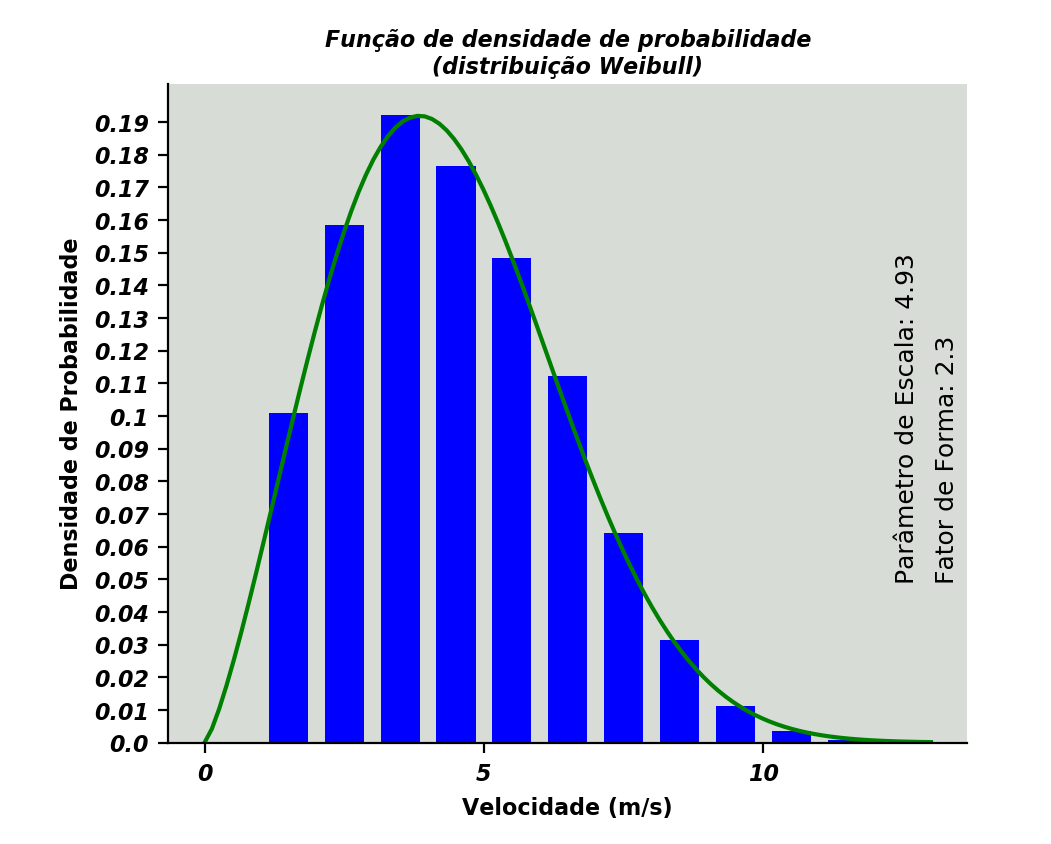 Função de densidade de probabilidade
(distribuição Weibull)
Densidade de Probabilidade
0.19
0.18
0.17
0.16
0.15
0.14
0.13
0.12
0.11
0.1
0.09
0.08
0.07
0.06
0.05
0.04
0.03
0.02
0.01
0.0
Parâmetro de Escala: 4.93
Fator de Forma: 2.3
0 5 10
Velocidade (m/s)